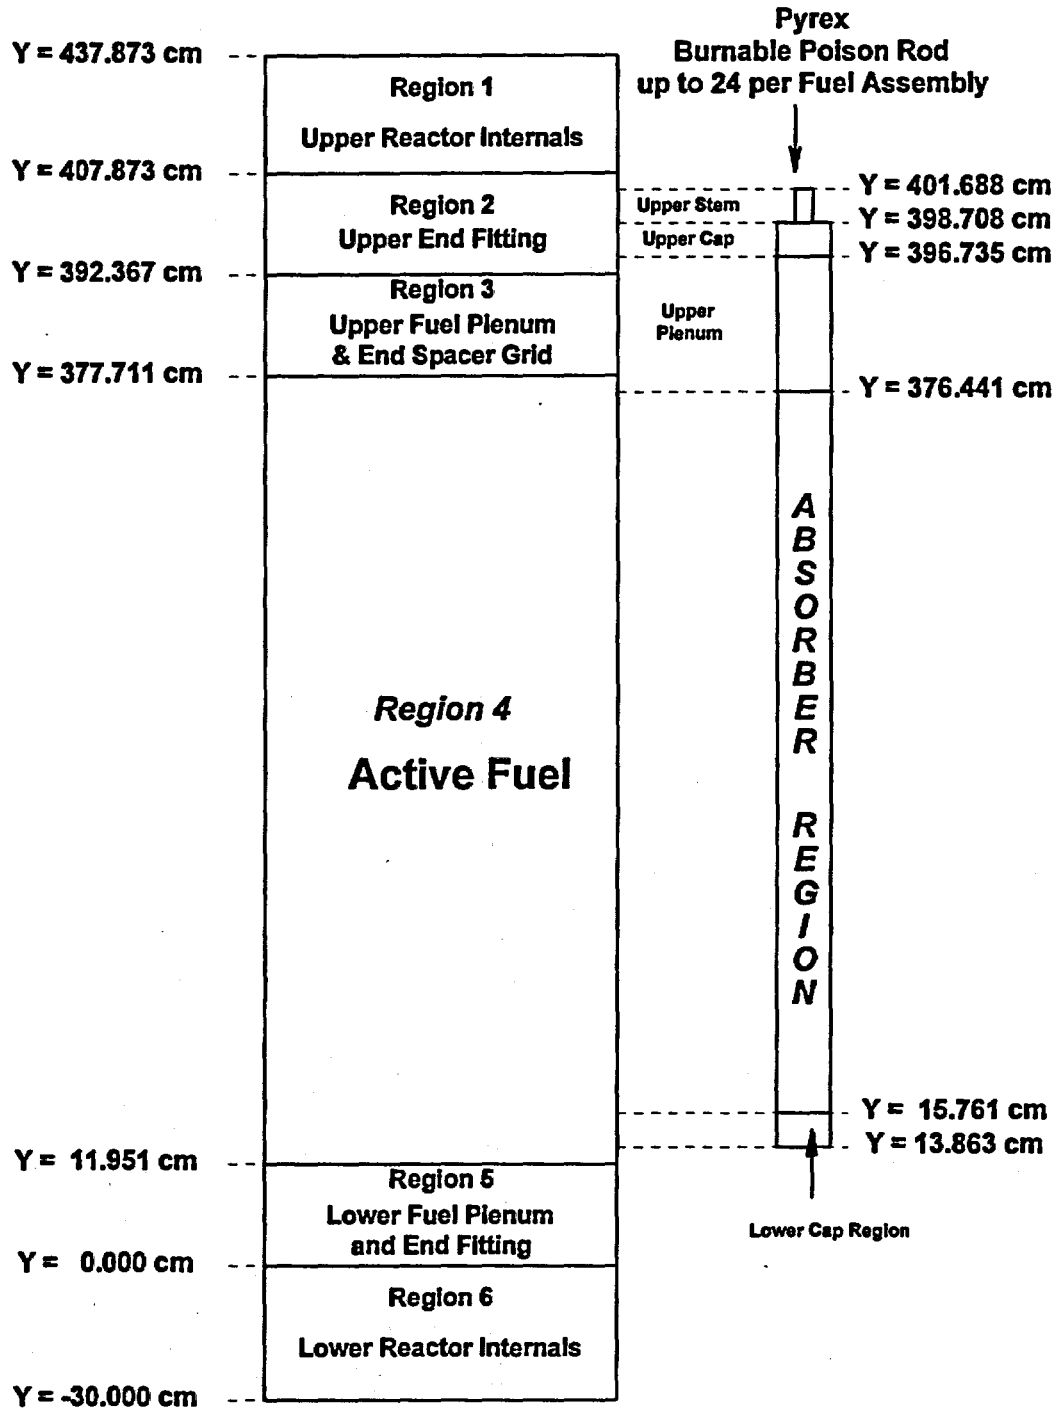 Pyrex
Burnable Poison Rod
up to 24 per Fuel Assembly
Y = 437.873 cm
Region 1
Upper Reactor Internals
Y = 407.873 cm
Region 2
Upper End Fitting
Y = 392.367 cm
Region 3
Upper Fuel Plenum
& End Spacer Grid
Y = 377.711 cm
Region 4
Active Fuel
Y = 11.951 cm
Region 5
Lower Fuel Plenum
and End Fitting
Y = 0.000 cm
Region 6
Lower Reactor Internals
Y = -30.000 cm
Upper Stem
Upper Cap
Upper
Plenum
Y = 401.688 cm
Y = 398.708 cm
Y = 396.735 cm
Y = 376.441 cm
ABSORBER REGION
Y = 15.761 cm
Y = 13.863 cm
Lower Cap Region